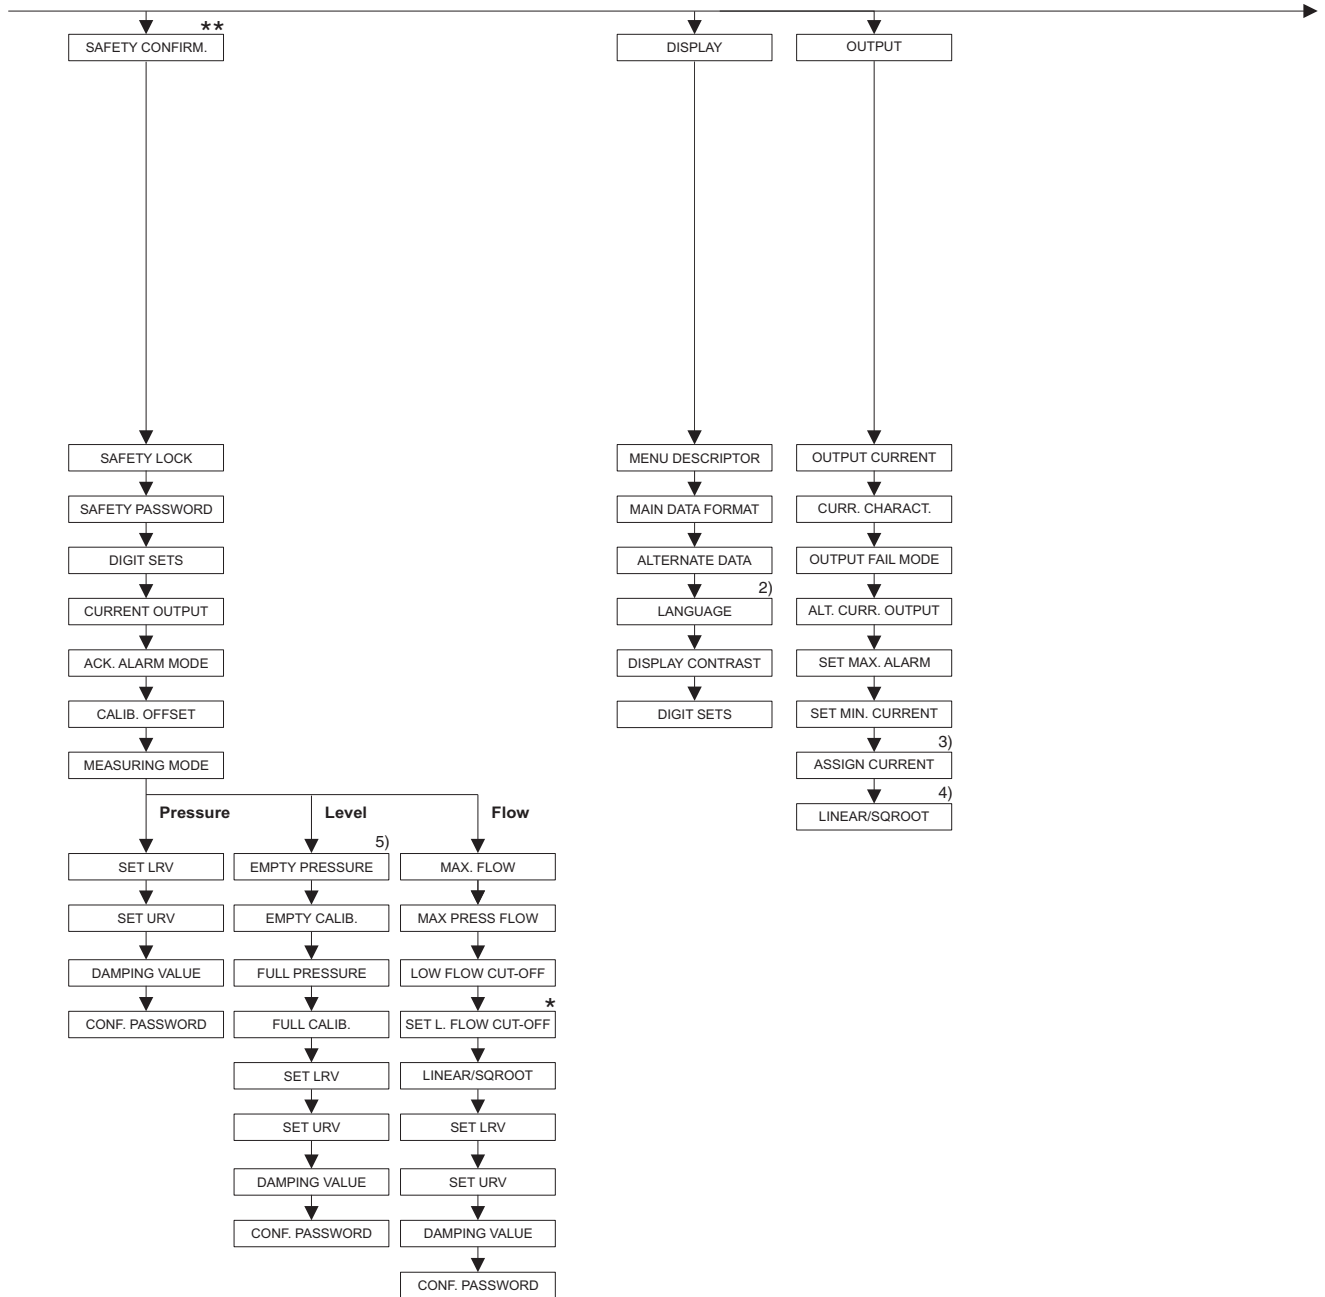 **
SAFETY CONFIRM.
DISPLAY
OUTPUT
SAFETY LOCK
MENU DESCRIPTOR
OUTPUT CURRENT
SAFETY PASSWORD
MAIN DATA FORMAT
CURR. CHARACT.
DIGIT SETS
ALTERNATE DATA
OUTPUT FAIL MODE
2)
CURRENT OUTPUT
LANGUAGE
ALT. CURR. OUTPUT
ACK. ALARM MODE
DISPLAY CONTRAST
SET MAX. ALARM
CALIB. OFFSET
DIGIT SETS
SET MIN. CURRENT
3)
MEASURING MODE
ASSIGN CURRENT
4)
Pressure
Level
Flow
LINEAR/SQROOT
5)
SET LRV
EMPTY PRESSURE
MAX. FLOW
SET URV
EMPTY CALIB.
MAX PRESS FLOW
DAMPING VALUE
FULL PRESSURE
LOW FLOW CUT-OFF
*
CONF. PASSWORD
FULL CALIB.
SET L. FLOW CUT-OFF
SET LRV
LINEAR/SQROOT
SET URV
SET LRV
DAMPING VALUE
SET URV
CONF. PASSWORD
DAMPING VALUE
CONF. PASSWORD